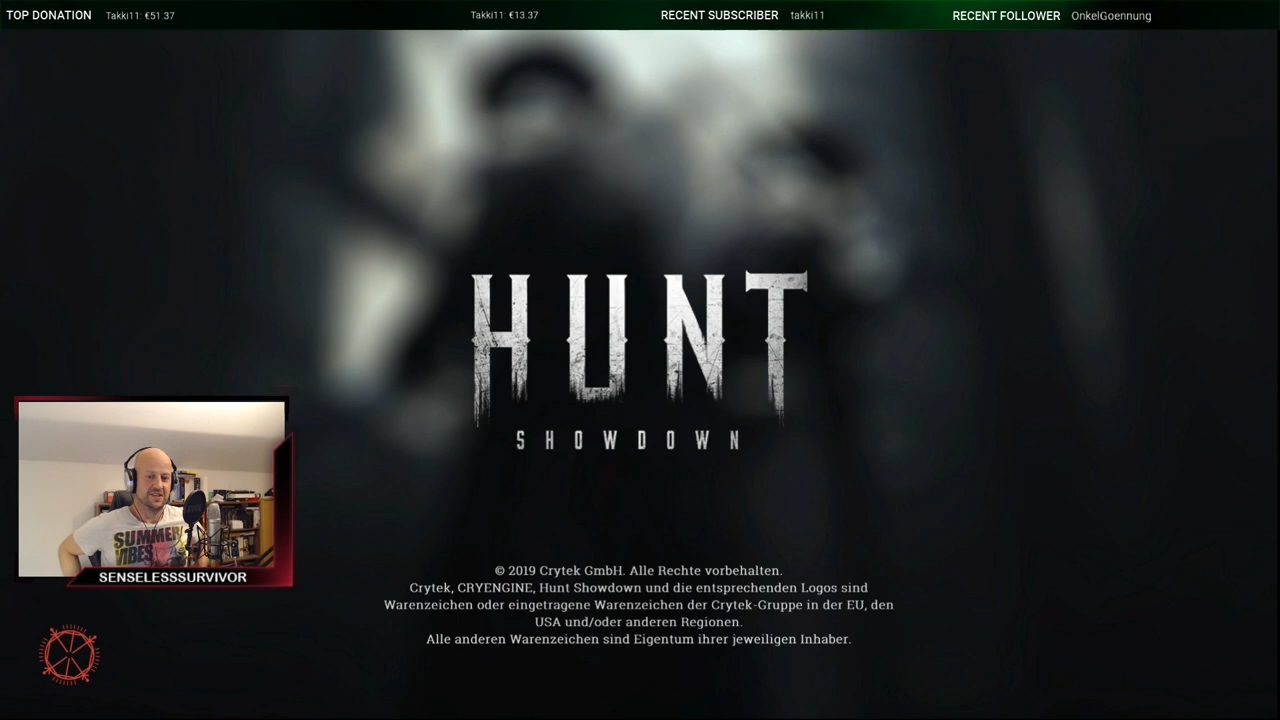 TOP DONATION Takki11: €51.37 Takki11: €13.37 RECENT SUBSCRIBER takki11 RECENT FOLLOWER OnkelGoennung
HUNT
SHOWDOWN
SUMMER
VIBES
SENSELESSSURVIVOR
© 2019 Crytek GmbH. Alle Rechte vorbehalten.
Crytek, CRYENGINE, Hunt Showdown und die entsprechenden Logos sind
Warenzeichen oder eingetragene Warenzeichen der Crytek-Gruppe in der EU, den
USA und/oder anderen Regionen.
Alle anderen Warenzeichen sind Eigentum ihrer jeweiligen Inhaber.